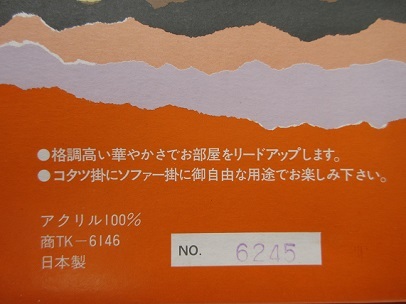 ●格調高い華やかさでお部屋をリードアップします。
●コタツ掛にソファー掛に御自由な用途でお楽しみ下さい。
アクリル100%
商TK-6146
日本製
NO. 6245